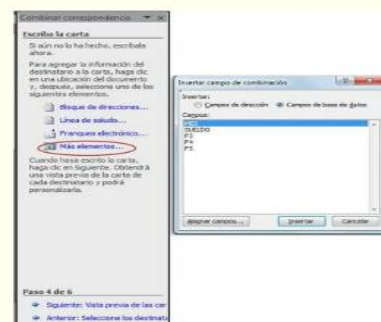 Combinar correspondencia
Escriba la carta
Si aún no lo ha hecho, escríbala
ahora.
Para agregar la información del
destinatario a la carta, haga clic
en una ubicación del documento
y, después, seleccione uno de los
siguientes elementos.
Bloque de direcciones...
Línea de saludo...
Franqueo electrónico...
Más elementos...
Cuando haya escrito la carta,
haga clic en Siguiente. Obtendrá
una vista previa de la carta de
cada destinatario y podrá
personalizarla.
Paso 4 de 6
Siguiente: Vista previa de las car
Anterior: Seleccione los destinat
Insertar campo de combinación
Insertar:
Campos de dirección
Campos de base de datos
Campos:
SUELDO
F3
F4
F5
Asignar campos...
Insertar
Cancelar